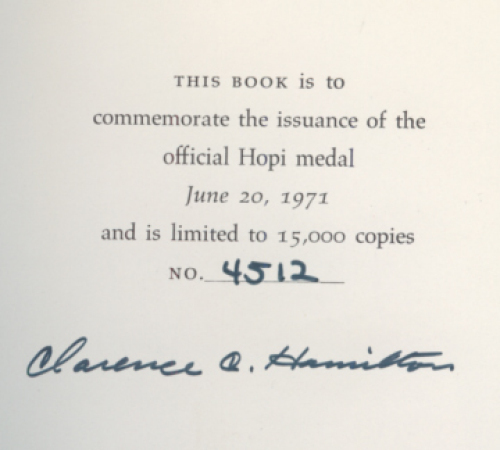 THIS BOOK is to
commemorate the issuance of the
official Hopi medal
June 20, 1971
and is limited to 15,000 copies
NO. 4512
Clarence O. Hamilton